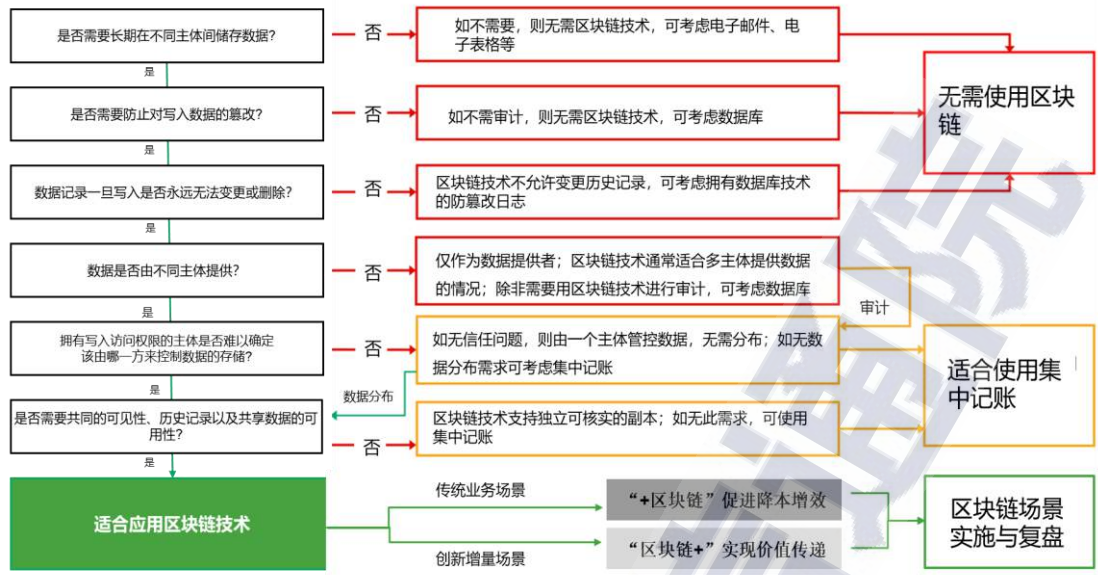 是否需要长期在不同主体间储存数据？
否
如不需要，则无需区块链技术，可考虑电子邮件、电
子表格等
是
无需使用区块
链
是否需要防止对写入数据的篡改？
否
如不需审计，则无需区块链技术，可考虑数据库
是
数据记录一旦写入是否永远无法变更或删除？
否
区块链技术不允许变更历史记录，可考虑拥有数据库技术
的防篡改日志
是
数据是否由不同主体提供？
否
仅作为数据提供者；区块链技术通常适合多主体提供数据
的情况；除非需要用区块链技术进行审计，可考虑数据库
审计
是
拥有写入访问权限的主体是否难以确定
该由哪一方来控制数据的存储？
否
如无信任问题，则由一个主体管控数据，无需分布；如无数
据分布需求可考虑集中记账
适合使用集
中记账
是
数据分布
是否需要共同的可见性、历史记录以及共享数据的可
用性？
否
区块链技术支持独立可核实的副本；如无此需求，可使用
集中记账
是
适合应用区块链技术
传统业务场景
“+区块链”促进降本增效
创新增量场景
“区块链+”实现价值传递
区块链场景
实施与复盘